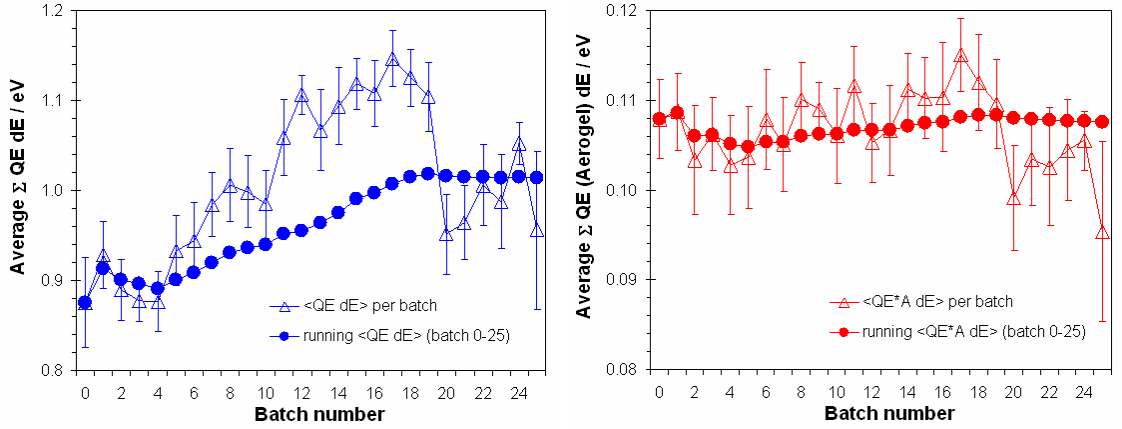 1.2
1.1
1.0
0.9
0.8
Average Σ QE dE / eV
<QE dE> per batch
running <QE dE> (batch 0-25)
0 2 4 6 8 10 12 14 16 18 20 22 24
Batch number
0.12
0.11
0.10
0.09
0.08
Average Σ QE (Aerogel) dE / eV
<QE*A dE> per batch
running <QE*A dE> (batch 0-25)
0 2 4 6 8 10 12 14 16 18 20 22 24
Batch number